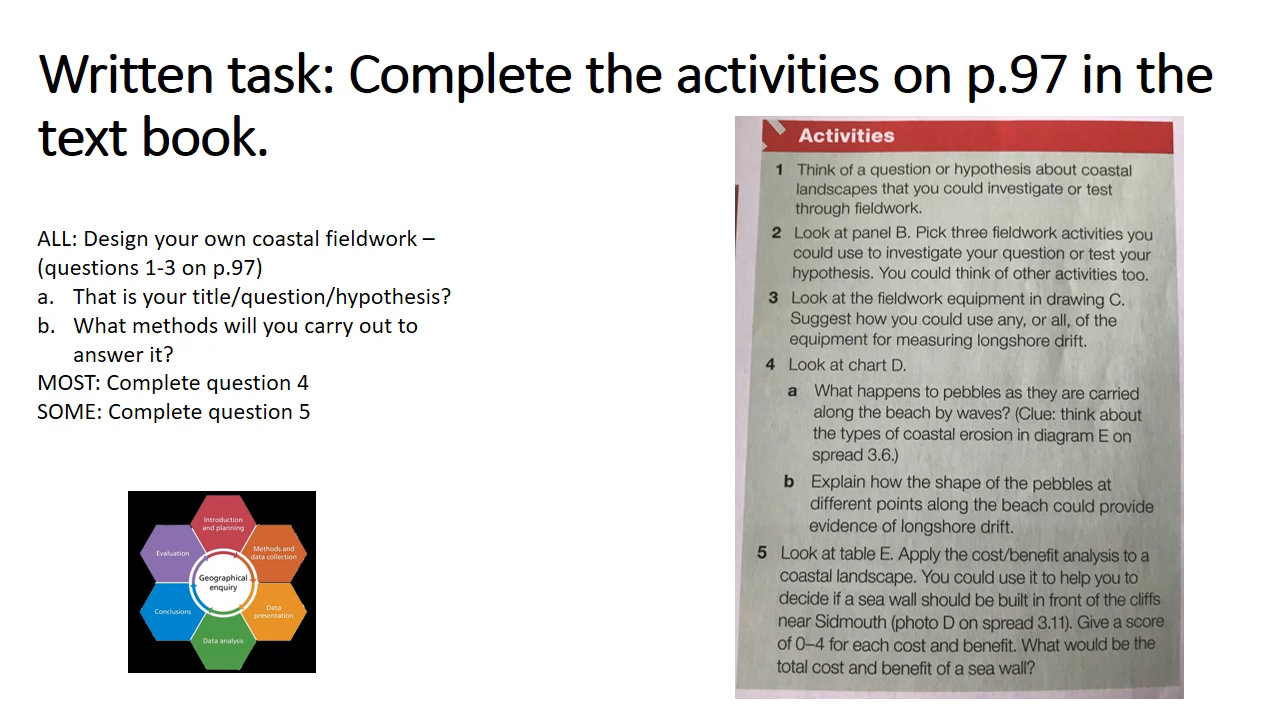 Written task: Complete the activities on p.97 in the
text book.
ALL: Design your own coastal fieldwork –
(questions 1-3 on p.97)
a. That is your title/question/hypothesis?
b. What methods will you carry out to
answer it?
MOST: Complete question 4
SOME: Complete question 5
Introduction
and planning
Methods and
data collection
Data
presentation
Data analysis
Conclusions
Evaluation
Geographical
enquiry
Activities
1 Think of a question or hypothesis about coastal
landscapes that you could investigate or test
through fieldwork.
2 Look at panel B. Pick three fieldwork activities you
could use to investigate your question or test your
hypothesis. You could think of other activities too.
3 Look at the fieldwork equipment in drawing C.
Suggest how you could use any, or all, of the
equipment for measuring longshore drift.
4 Look at chart D.
a What happens to pebbles as they are carried
along the beach by waves? (Clue: think about
the types of coastal erosion in diagram E on
spread 3.6.)
b Explain how the shape of the pebbles at
different points along the beach could provide
evidence of longshore drift.
5 Look at table E. Apply the cost/benefit analysis to a
coastal landscape. You could use it to help you to
decide if a sea wall should be built in front of the cliffs
near Sidmouth (photo D on spread 3.11). Give a score
of 0–4 for each cost and benefit. What would be the
total cost and benefit of a sea wall?